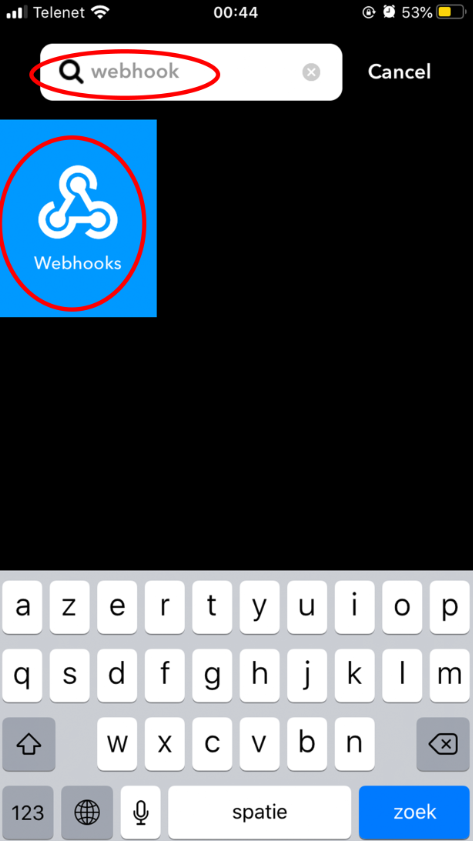 Telenet 00:44 53%
webhook Cancel
Webhooks
a z e r t y u i o p
q s d f g h j k l m
w x c v b n
123 spatie zoek